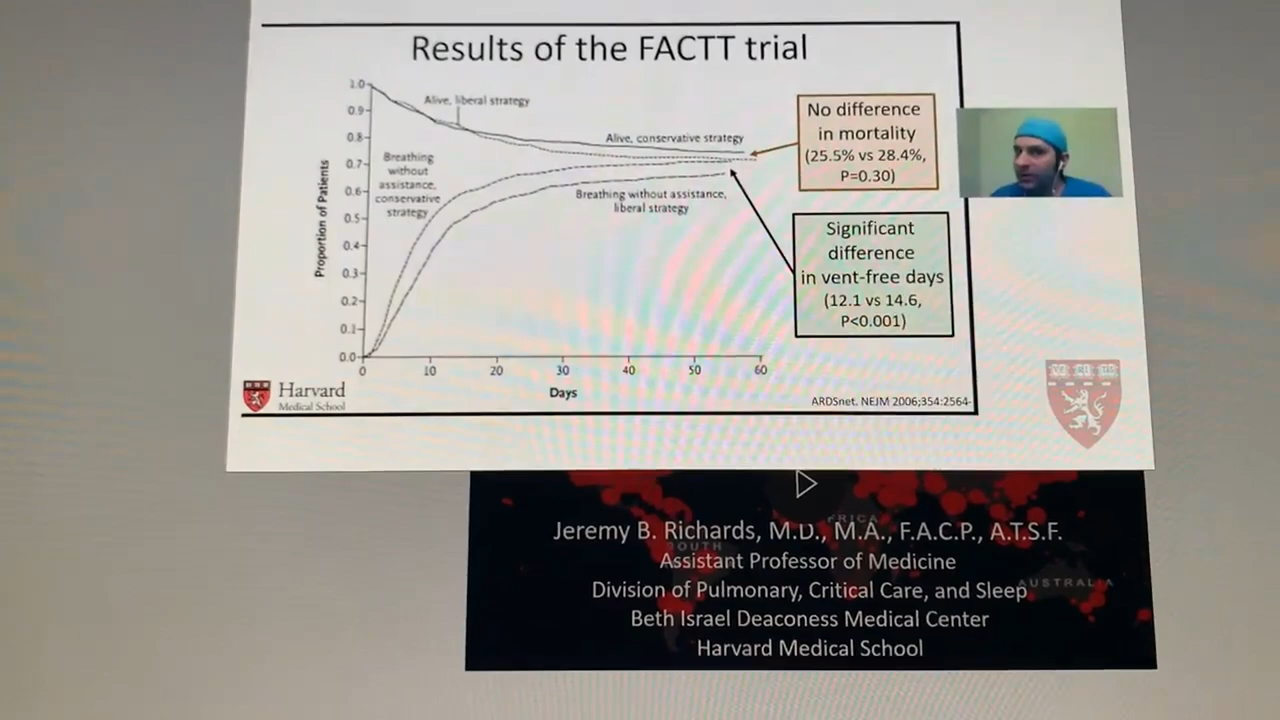 Results of the FACTT trial
1.0
0.9
0.8
0.7
0.6
0.5
0.4
0.3
0.2
0.1
0.0
Proportion of Patients
Alive, liberal strategy
Alive, conservative strategy
Breathing
without
assistance,
conservative
strategy
Breathing without assistance,
liberal strategy
0 10 20 30 40 50 60
Days
No difference
in mortality
(25.5% vs 28.4%,
P=0.30)
Significant
difference
in vent-free days
(12.1 vs 14.6,
P<0.001)
Harvard
Medical School
ARDSnet. NEJM 2006;354:2564-
VE RI TAS
Jeremy B. Richards, M.D., M.A., F.A.C.P., A.T.S.F.
Assistant Professor of Medicine
Division of Pulmonary, Critical Care, and Sleep
Beth Israel Deaconess Medical Center
Harvard Medical School
SOUTH
AUSTRALIA